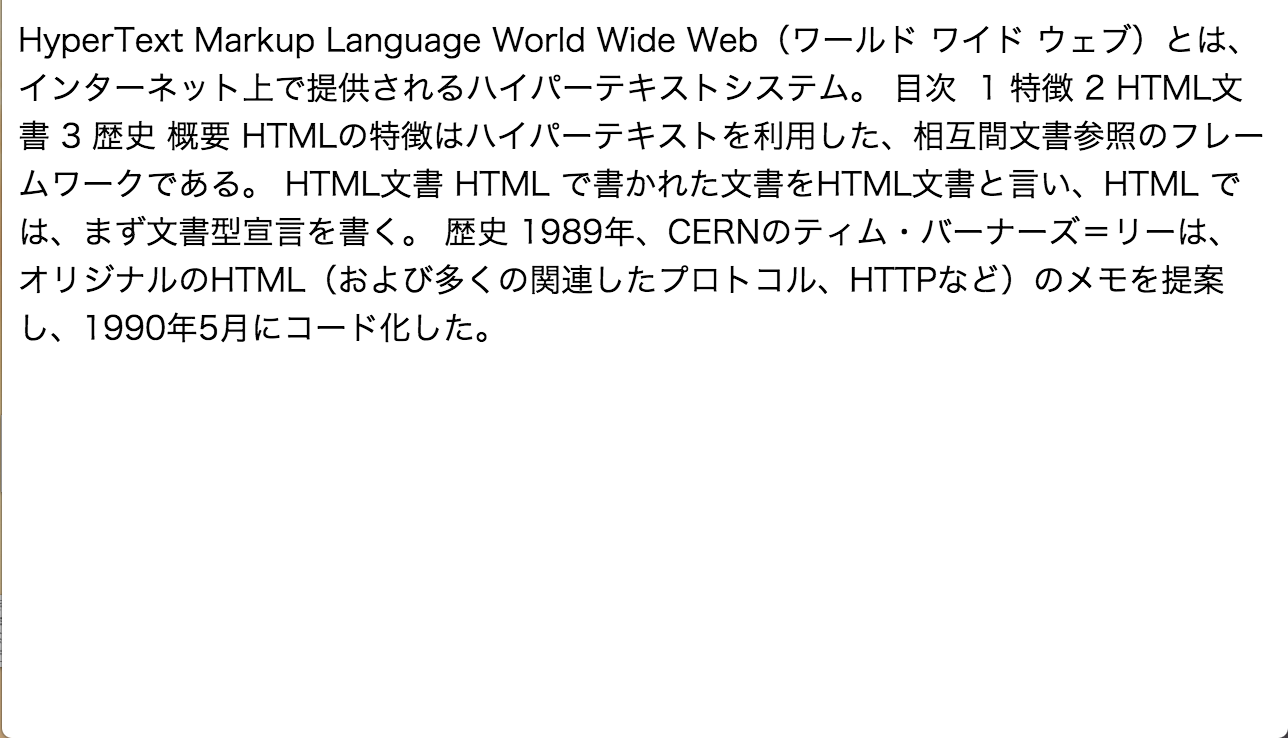 HyperText Markup Language World Wide Web（ワールド ワイド ウェブ）とは、
インターネット上で提供されるハイパーテキストシステム。 目次  1 特徴 2 HTML文
書 3 歴史 概要 HTMLの特徴はハイパーテキストを利用した、相互間文書参照のフレー
ムワークである。 HTML文書 HTML で書かれた文書をHTML文書と言い、HTML で
は、まず文書型宣言を書く。 歴史 1989年、CERNのティム・バーナーズ＝リーは、
オリジナルのHTML（および多くの関連したプロトコル、HTTPなど）のメモを提案
し、1990年5月にコード化した。